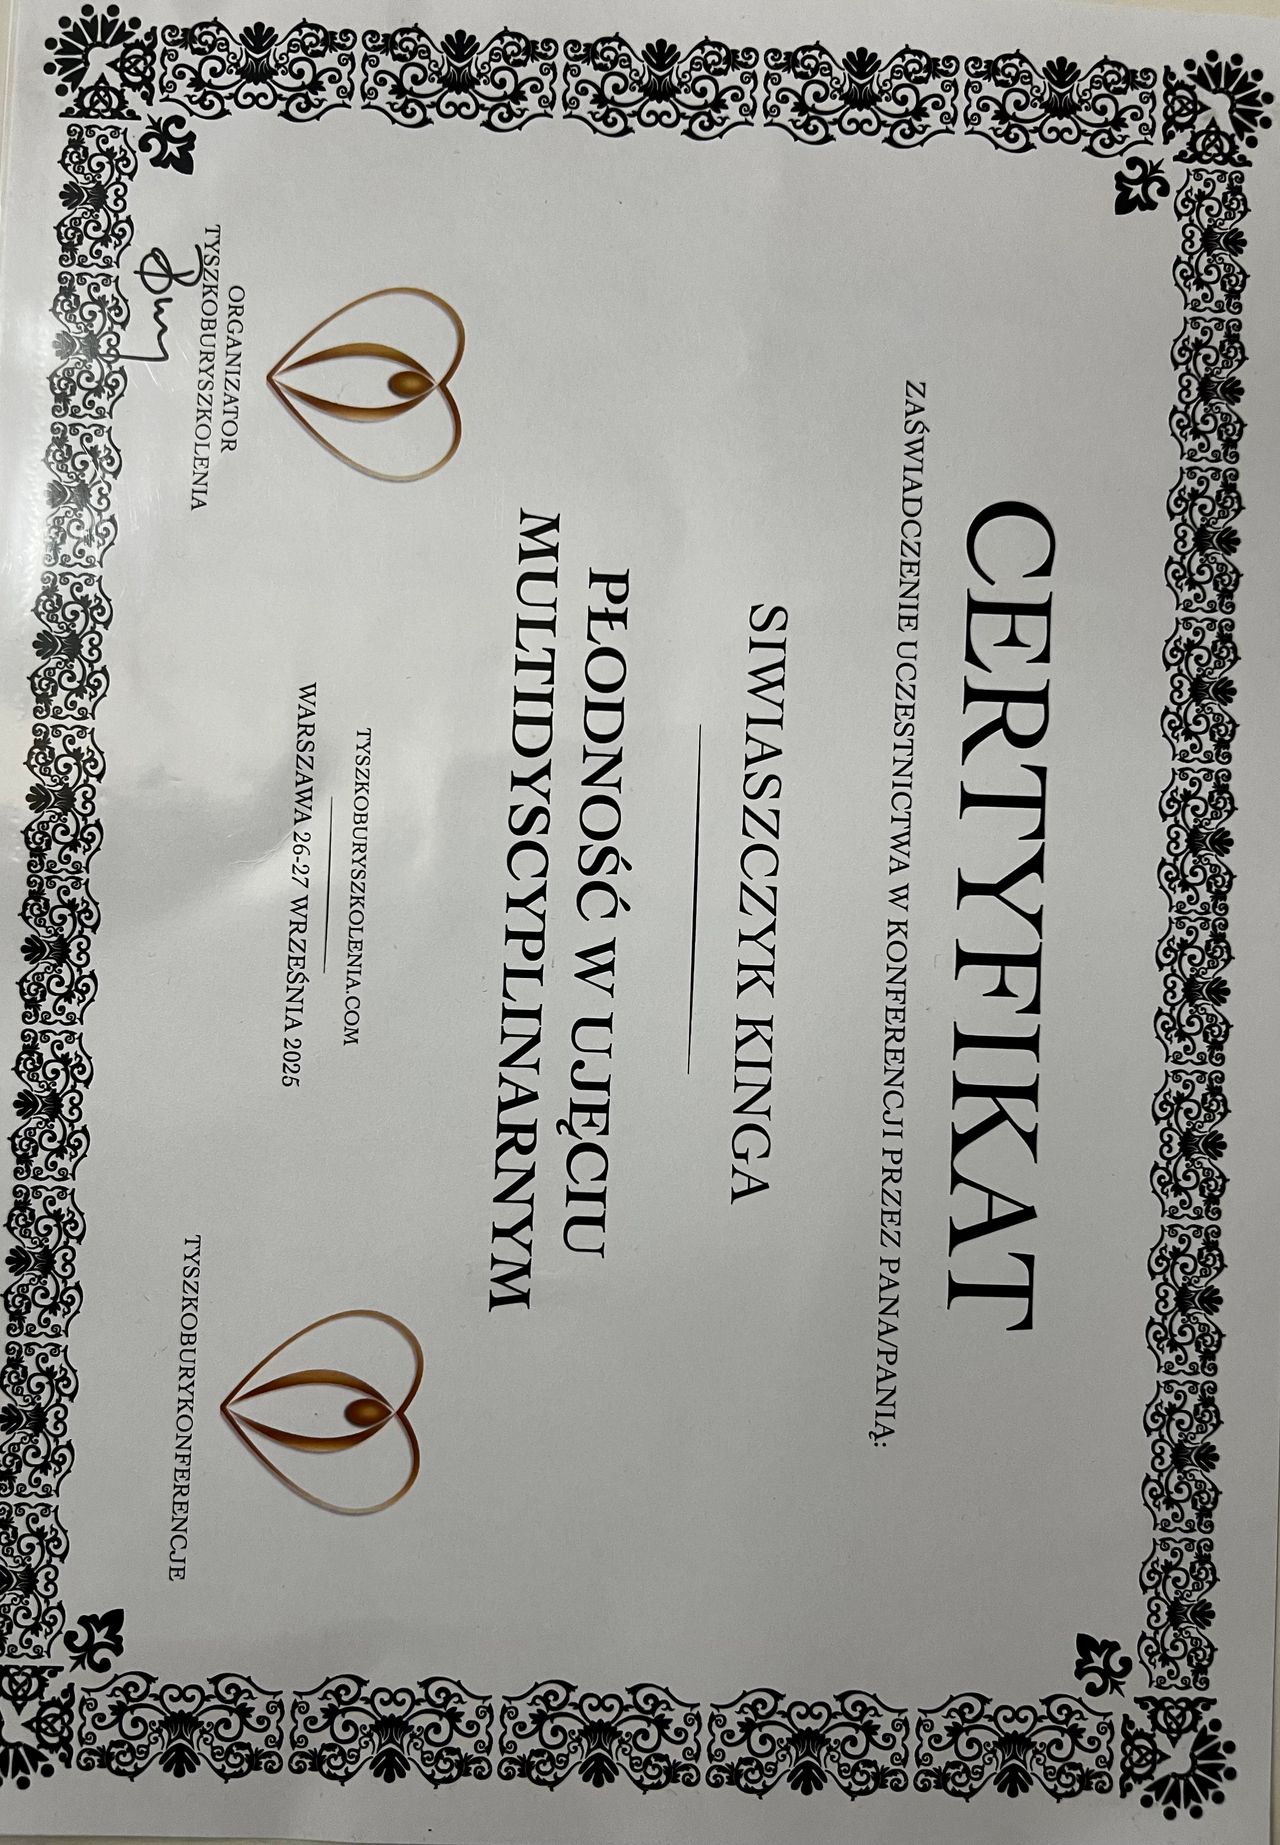 CERTYFIKAT
ZAŚWIADCZENIE UCZESTNICTWA W KONFERENCJI PRZEZ PANA/PANIĄ:
SIWIASZCZYK KINGA
PŁODNOŚĆ W UJĘCIU
MULTIDYSCYPLINARNYM
TYSZKOBURYSZKOLENIA.COM
WARSZAWA 26-27 WRZEŚNIA 2025
ORGANIZATOR
TYSZKOBURYSZKOLENIA
TYSZKOBURYKONFERENCJE